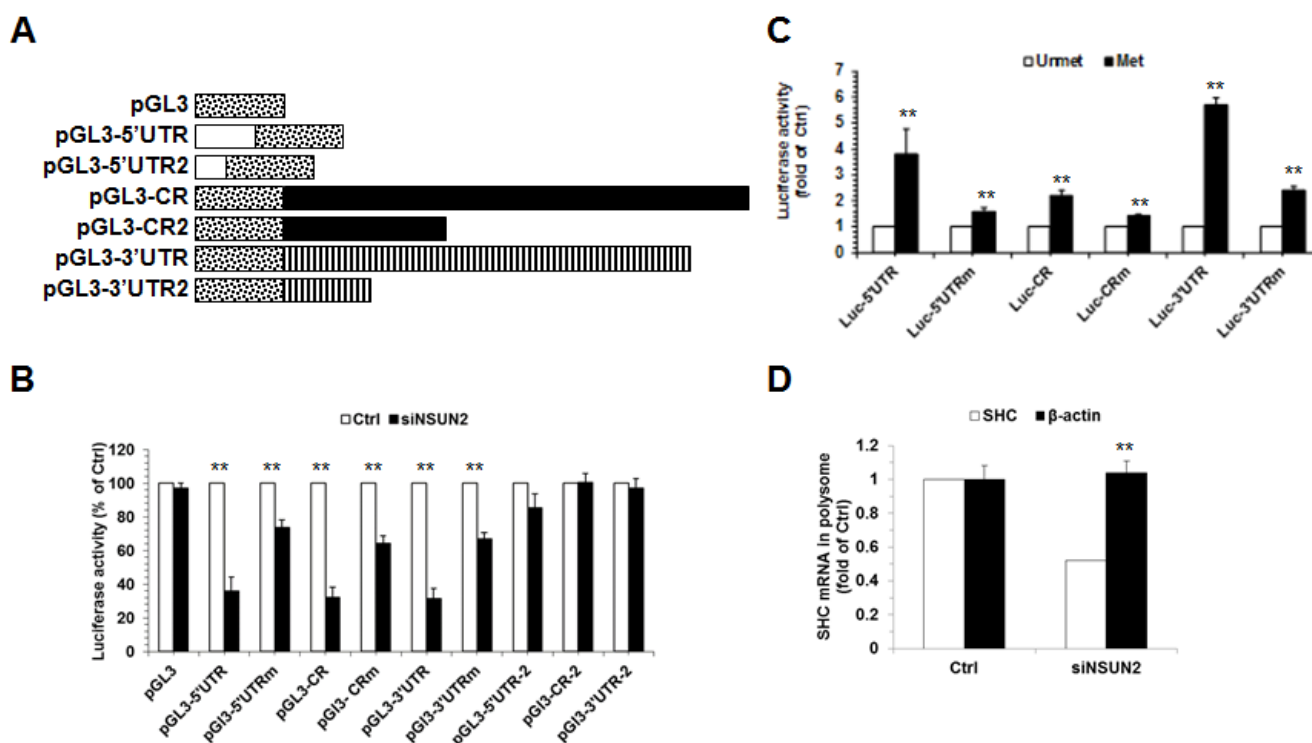 A
pGL3
pGL3-5'UTR
pGL3-5'UTR2
pGL3-CR
pGL3-CR2
pGL3-3'UTR
pGL3-3'UTR2
B
Ctrl siNSUN2
Luciferase activity (% of Ctrl)
120
100
80
60
40
20
0
** ** ** ** ** **
pGL3
pGL3-5'UTR
pGl3-5'UTRm
pGL3-CR
pGl3- CRm
pGL3-3'UTR
pGl3-3'UTRm
pGL3-5'UTR-2
pGl3-CR-2
pGl3-3'UTR-2
C
Unmet Met
Luciferase activity
(fold of Ctrl)
7
6
5
4
3
2
1
0
** ** ** ** ** **
Luc-5'UTR
Luc-5'UTRm
Luc-CR
Luc-CRm
Luc-3'UTR
Luc-3'UTRm
D
SHC β-actin
SHC mRNA in polysome
(fold of Ctrl)
1.2
1
0.8
0.6
0.4
0.2
0
**
Ctrl siNSUN2